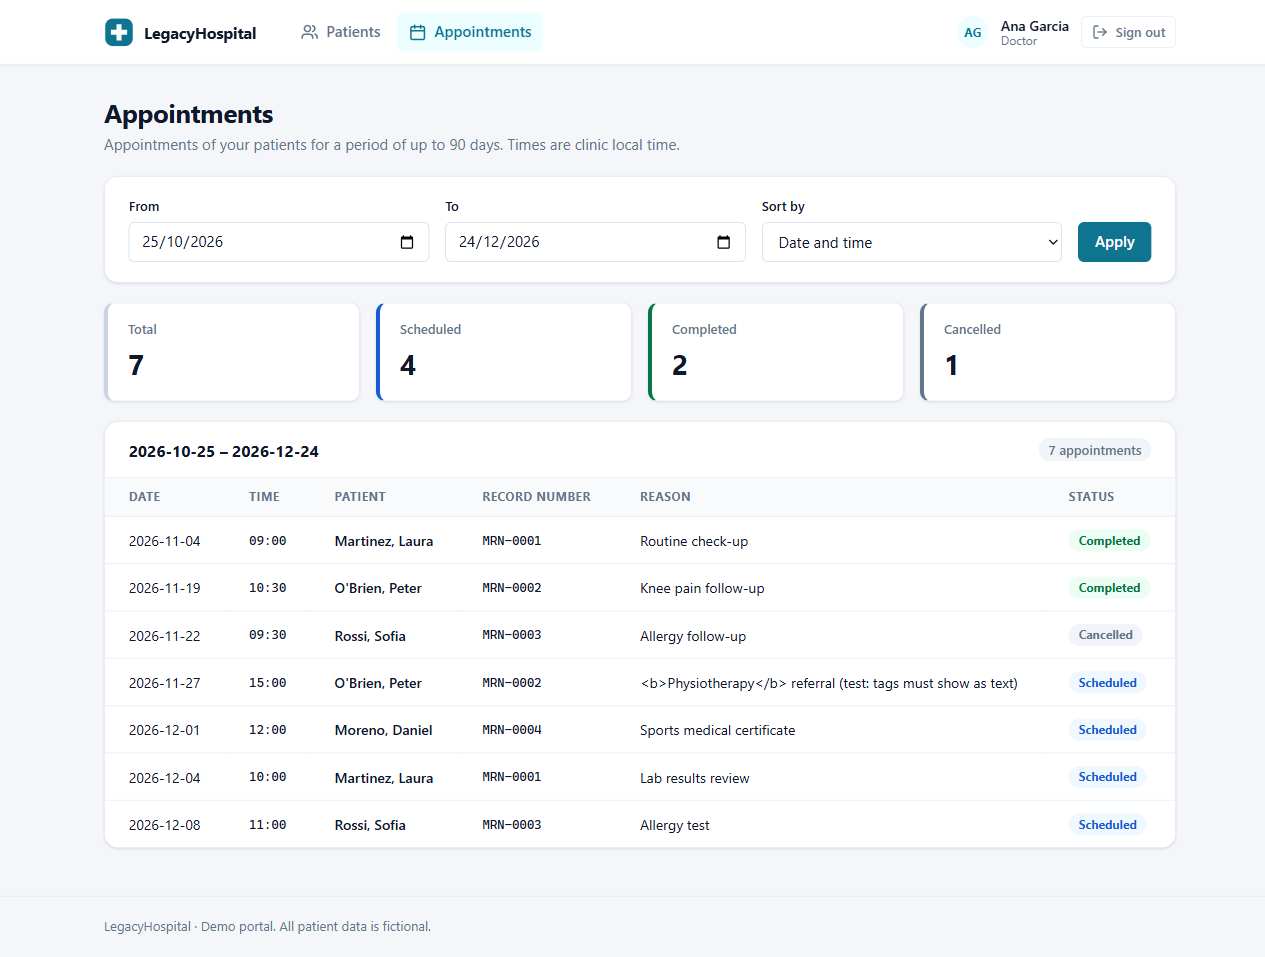 LegacyHospital Patients Appointments AG Ana Garcia Sign out
Doctor
Appointments
Appointments of your patients for a period of up to 90 days. Times are clinic local time.
From To Sort by
25/10/2026 24/12/2026 Date and time Apply
Total Scheduled Completed Cancelled
7 4 2 1
2026-10-25 – 2026-12-24 7 appointments
DATE TIME PATIENT RECORD NUMBER REASON STATUS
2026-11-04 09:00 Martinez, Laura MRN-0001 Routine check-up Completed
2026-11-19 10:30 O'Brien, Peter MRN-0002 Knee pain follow-up Completed
2026-11-22 09:30 Rossi, Sofia MRN-0003 Allergy follow-up Cancelled
2026-11-27 15:00 O'Brien, Peter MRN-0002 <b>Physiotherapy</b> referral (test: tags must show as text) Scheduled
2026-12-01 12:00 Moreno, Daniel MRN-0004 Sports medical certificate Scheduled
2026-12-04 10:00 Martinez, Laura MRN-0001 Lab results review Scheduled
2026-12-08 11:00 Rossi, Sofia MRN-0003 Allergy test Scheduled
LegacyHospital · Demo portal. All patient data is fictional.